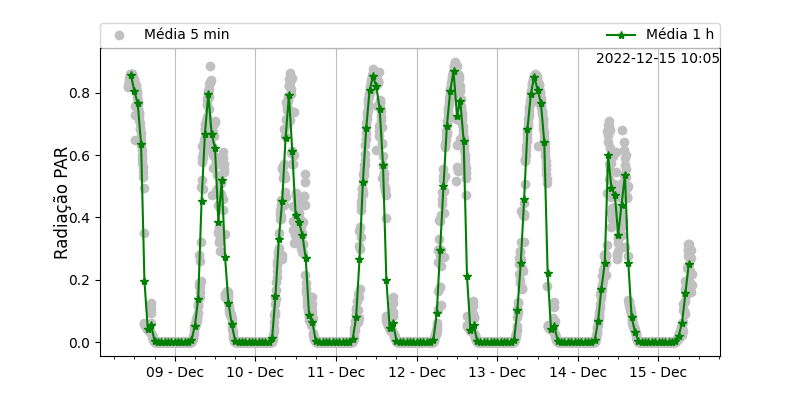 Média 5 min
Média 1 h
2022-12-15 10:05
Radiação PAR
0.8
0.6
0.4
0.2
0.0
09 - Dec
10 - Dec
11 - Dec
12 - Dec
13 - Dec
14 - Dec
15 - Dec